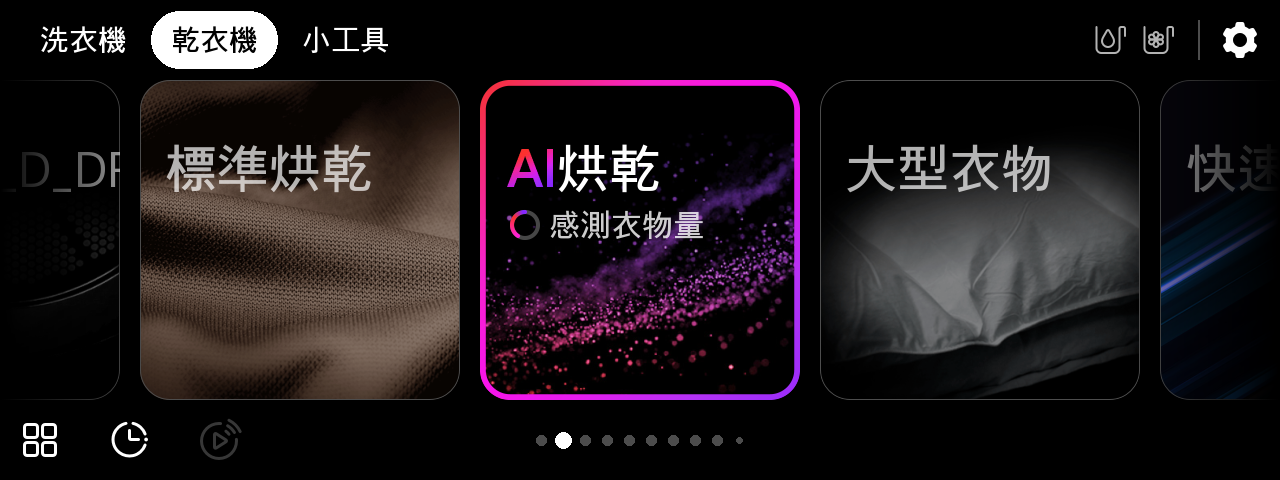 洗衣機
乾衣機
小工具
標準烘乾
AI烘乾
感測衣物量
大型衣物